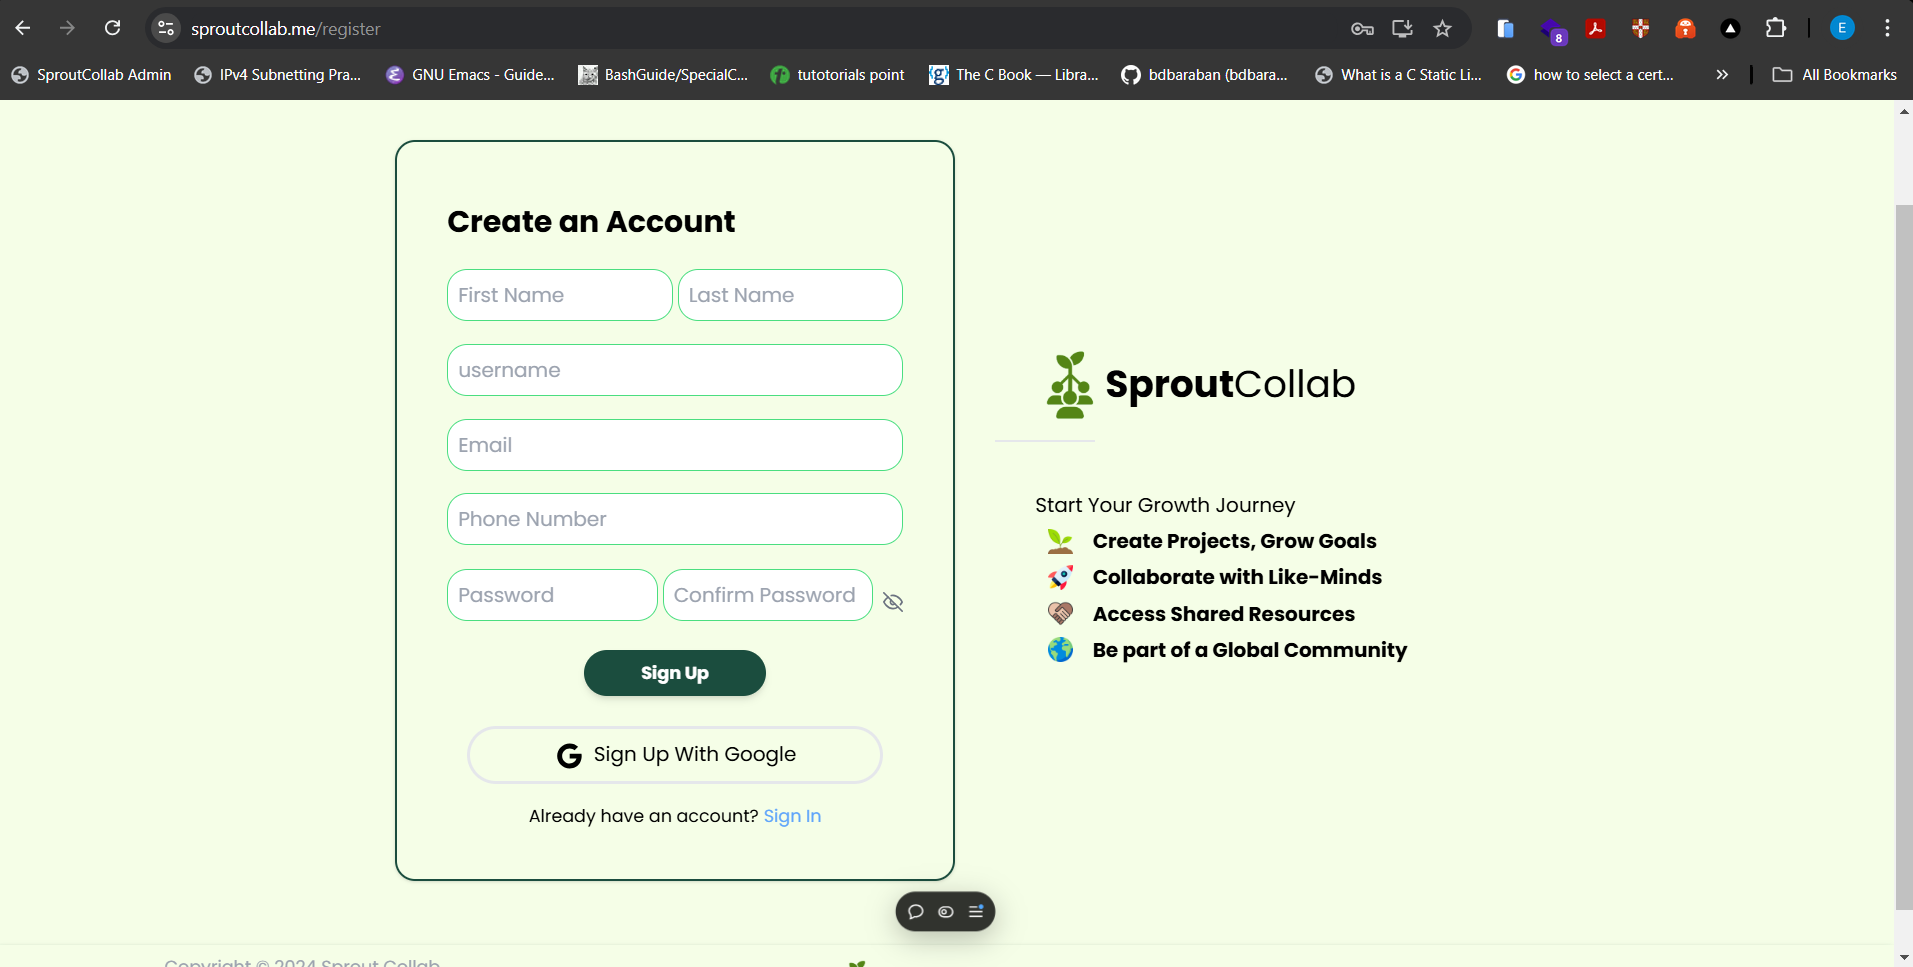 sproutcollab.me/register
E
8
SproutCollab Admin
IPv4 Subnetting Pra...
GNU Emacs - Guide...
BashGuide/SpecialC...
tutotorials point
The C Book — Libra...
bdbaraban (bdbara...
What is a C Static Li...
how to select a cert...
All Bookmarks
Create an Account
First Name
Last Name
username
Email
Phone Number
Password
Confirm Password
Sign Up
G Sign Up With Google
Already have an account? Sign In
SproutCollab
Start Your Growth Journey
Create Projects, Grow Goals
Collaborate with Like-Minds
Access Shared Resources
Be part of a Global Community
Copyright © 2024 Sprout Collab